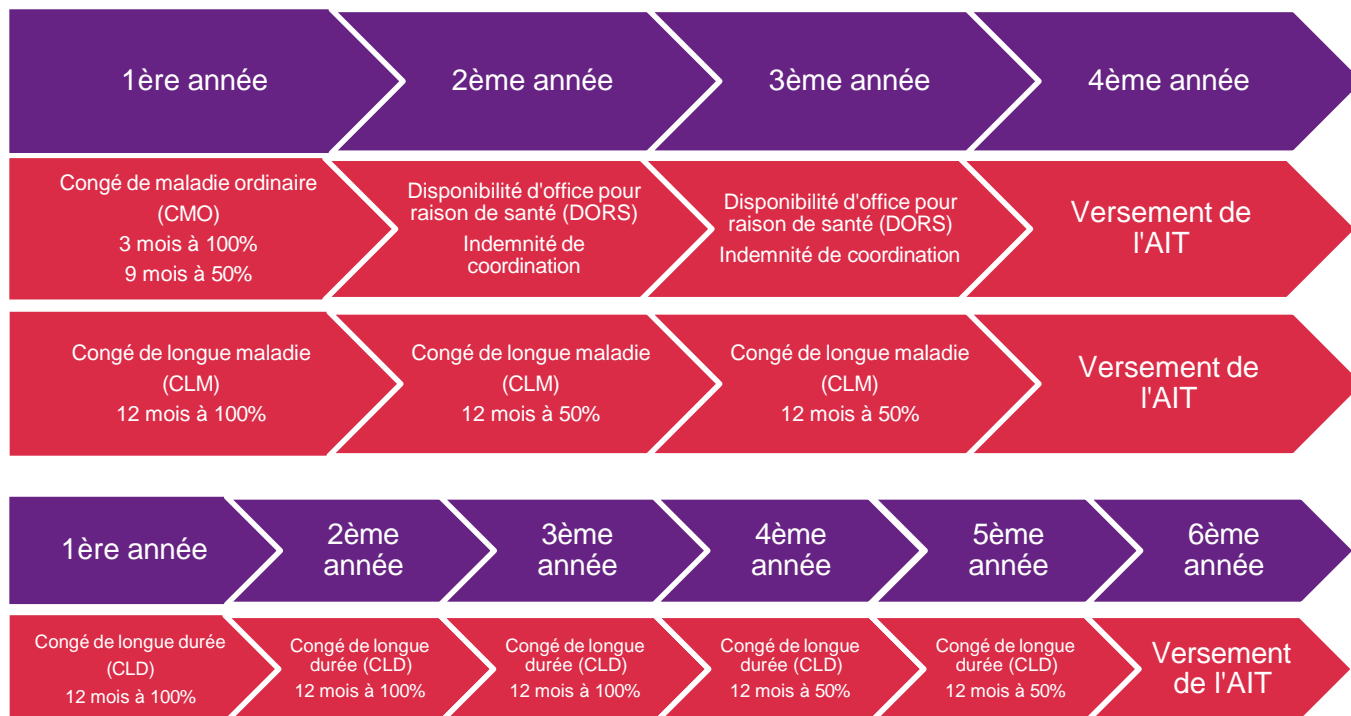 1ère année
2ème année
3ème année
4ème année
Congé de maladie ordinaire
(CMO)
3 mois à 100%
9 mois à 50%
Disponibilité d'office pour
raison de santé (DORS)
Indemnité de
coordination
Disponibilité d'office pour
raison de santé (DORS)
Indemnité de coordination
Versement de
l'AIT
Congé de longue maladie
(CLM)
12 mois à 100%
Congé de longue maladie
(CLM)
12 mois à 50%
Congé de longue maladie
(CLM)
12 mois à 50%
Versement de
l'AIT
1ère année
2ème
année
3ème
année
4ème
année
5ème
année
6ème
année
Congé de longue durée
(CLD)
12 mois à 100%
Congé de longue
durée (CLD)
12 mois à 100%
Congé de longue
durée (CLD)
12 mois à 100%
Congé de longue
durée (CLD)
12 mois à 50%
Congé de longue
durée (CLD)
12 mois à 50%
Versement
de l'AIT